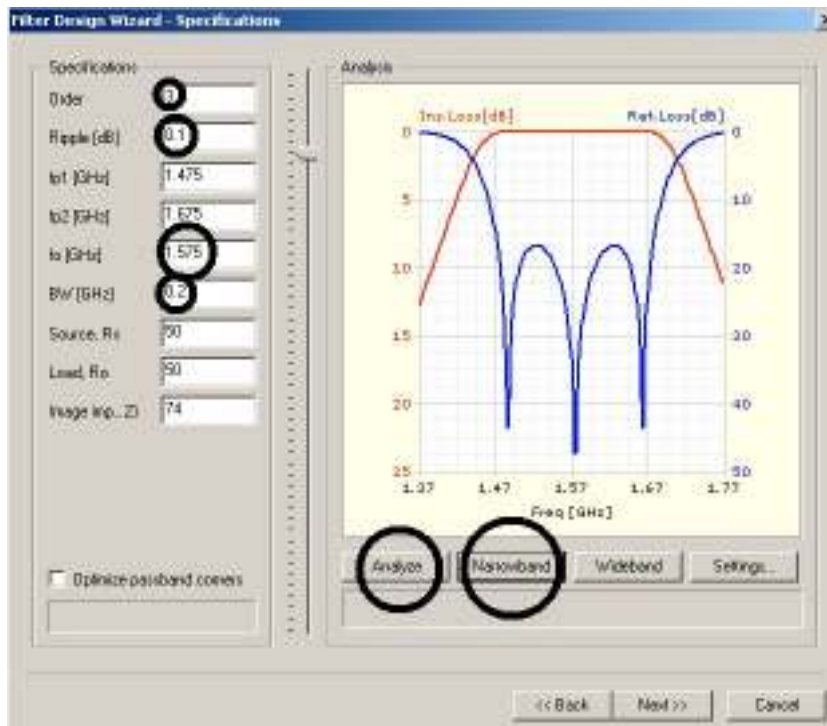 Filter Design Wizard - Specifications
Specifications
Order 3
Ripple [dB] 0.1
fp1 [GHz] 1.475
fp2 [GHz] 1.675
fo [GHz] 1.575
BW [GHz] 0.2
Source, Ro 50
Load, Ro 50
Image imp., Zi 74
Optimize passband corners
Analysis
Ins.Loss[dB] Ret.Loss[dB]
0 0
5 10
10 20
15 30
20 40
25 50
1.37 1.47 1.57 1.67 1.77
Freq [GHz]
Analyze Narrowband Wideband Settings...
<< Back Next >> Cancel